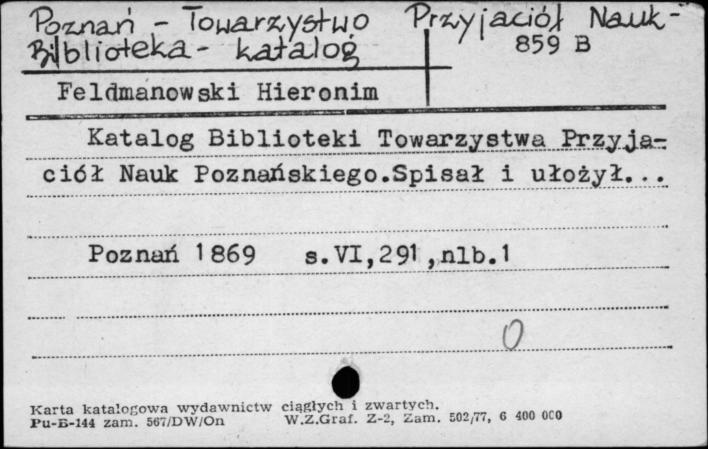 Poznań - Towarzystwo Przyjaciół Nauk-
Biblioteka - katalog
859 B
Feldmanowski Hieronim
Katalog Biblioteki Towarzystwa Przyja-
ciół Nauk Poznańskiego.Spisał i ułożył...
Poznań 1869 s.VI,291,nlb.1
0
Karta katalogowa wydawnictw ciągłych i zwartych.
Pu-B-144 zam. 567/DW/On W.Z.Graf. Z-2, Zam. 502/77, 6 400 000